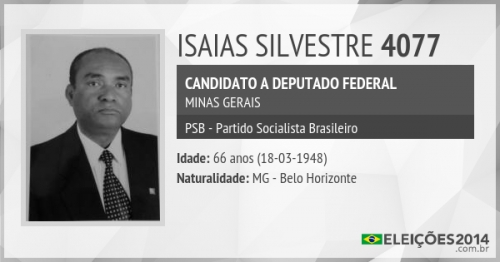 ISAIAS SILVESTRE 4077
CANDIDATO A DEPUTADO FEDERAL
MINAS GERAIS
PSB - Partido Socialista Brasileiro
Idade: 66 anos (18-03-1948)
Naturalidade: MG - Belo Horizonte
ELEIÇÕES2014
.com.br